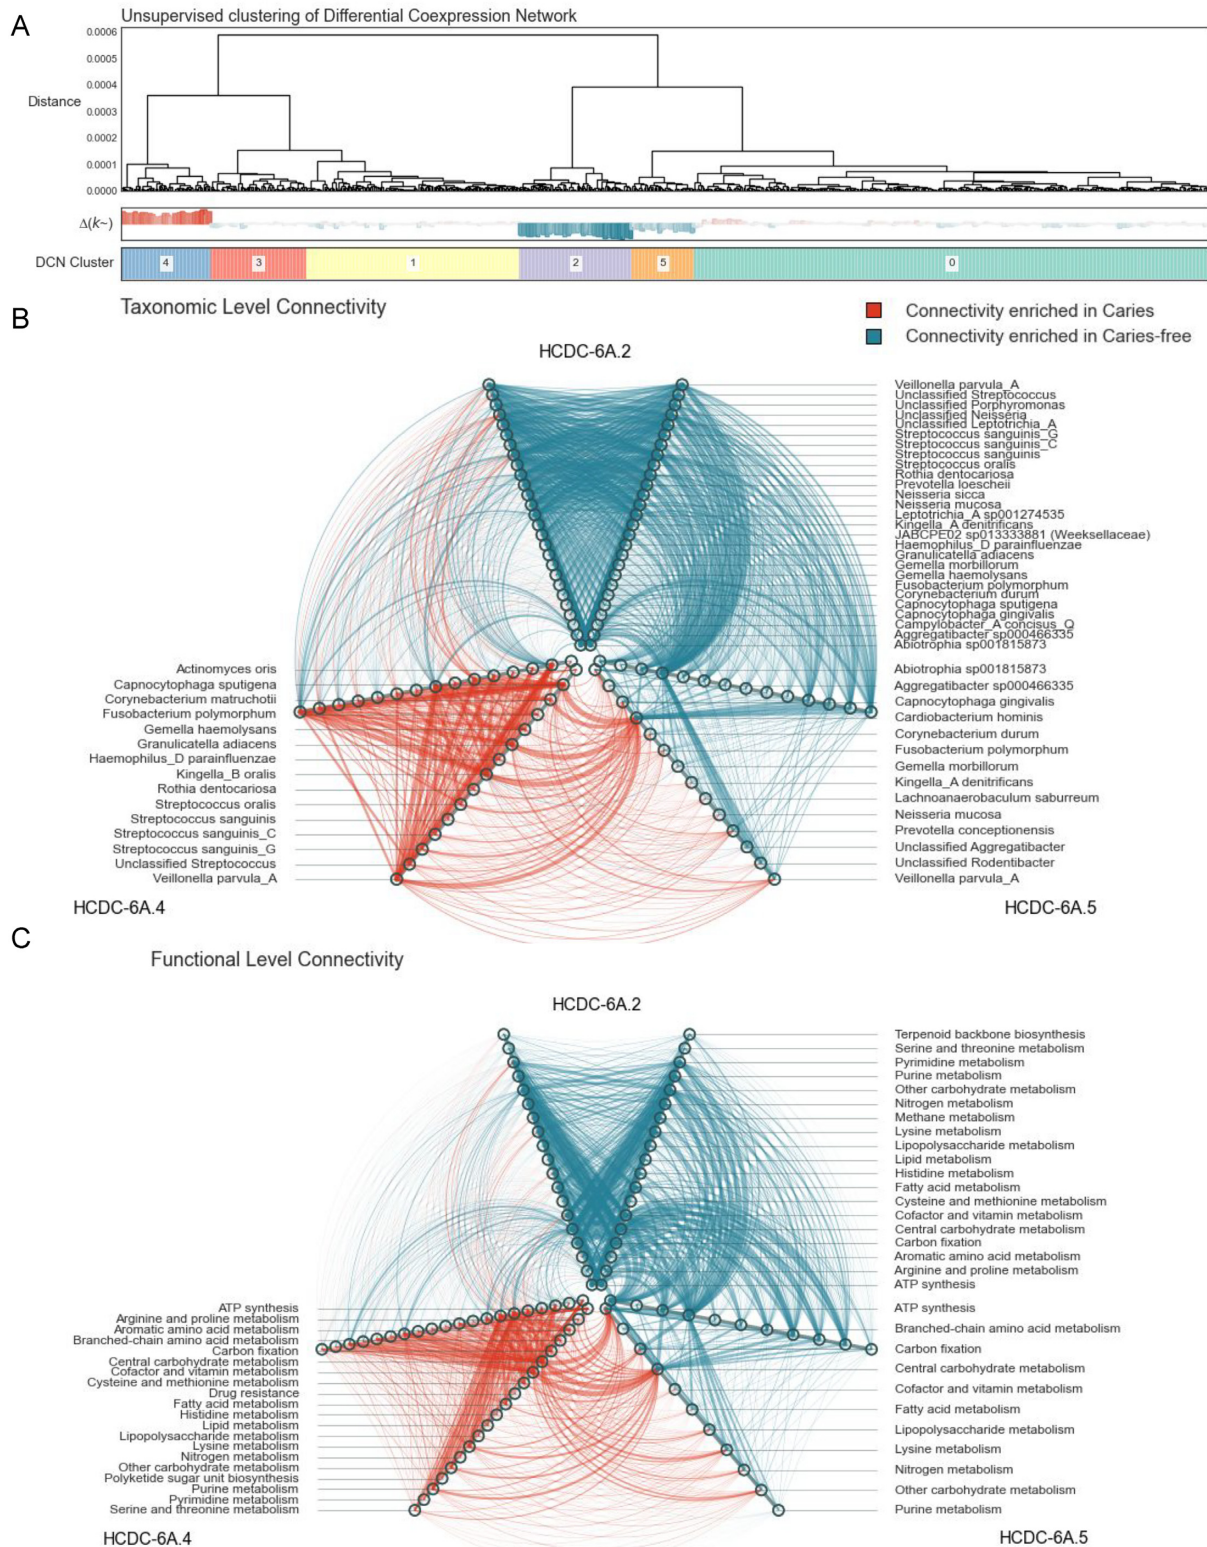 A
Unsupervised clustering of Differential Coexpression Network
0.0006
0.0005
0.0004
0.0003
0.0002
0.0001
0.0000
Distance
Δ(k~)
DCN Cluster
4
3
1
2
5
0
B
Taxonomic Level Connectivity
Connectivity enriched in Caries
Connectivity enriched in Caries-free
HCDC-6A.2
Veillonella parvula_A
Unclassified Streptococcus
Unclassified Porphyromonas
Unclassified Neisseria
Unclassified Leptotrichia_A
Streptococcus sanguinis_G
Streptococcus sanguinis_C
Streptococcus sanguinis
Streptococcus oralis
Rothia dentocariosa
Prevotella loescheii
Neisseria sicca
Neisseria mucosa
Leptotrichia_A sp001274535
Kingella_A denitrificans
JABCPE02 sp013333881 (Weeksellaceae)
Haemophilus_D parainfluenzae
Granulicatella adiacens
Gemella morbillorum
Gemella haemolysans
Fusobacterium polymorphum
Corynebacterium durum
Capnocytophaga sputigena
Capnocytophaga gingivalis
Campylobacter_A concisus_Q
Aggregatibacter sp000466335
Abiotrophia sp001815873
Actinomyces oris
Capnocytophaga sputigena
Corynebacterium matruchotii
Fusobacterium polymorphum
Gemella haemolysans
Granulicatella adiacens
Haemophilus_D parainfluenzae
Kingella_B oralis
Rothia dentocariosa
Streptococcus oralis
Streptococcus sanguinis
Streptococcus sanguinis_C
Streptococcus sanguinis_G
Unclassified Streptococcus
Veillonella parvula_A
HCDC-6A.4
Abiotrophia sp001815873
Aggregatibacter sp000466335
Capnocytophaga gingivalis
Cardiobacterium hominis
Corynebacterium durum
Fusobacterium polymorphum
Gemella morbillorum
Kingella_A denitrificans
Lachnoanaerobaculum saburreum
Neisseria mucosa
Prevotella conceptionensis
Unclassified Aggregatibacter
Unclassified Rodentibacter
Veillonella parvula_A
HCDC-6A.5
C
Functional Level Connectivity
HCDC-6A.2
Terpenoid backbone biosynthesis
Serine and threonine metabolism
Pyrimidine metabolism
Purine metabolism
Other carbohydrate metabolism
Nitrogen metabolism
Methane metabolism
Lysine metabolism
Lipopolysaccharide metabolism
Lipid metabolism
Histidine metabolism
Fatty acid metabolism
Cysteine and methionine metabolism
Cofactor and vitamin metabolism
Central carbohydrate metabolism
Carbon fixation
Aromatic amino acid metabolism
Arginine and proline metabolism
ATP synthesis
ATP synthesis
Arginine and proline metabolism
Aromatic amino acid metabolism
Branched-chain amino acid metabolism
Carbon fixation
Central carbohydrate metabolism
Cofactor and vitamin metabolism
Cysteine and methionine metabolism
Drug resistance
Fatty acid metabolism
Histidine metabolism
Lipid metabolism
Lipopolysaccharide metabolism
Lysine metabolism
Nitrogen metabolism
Other carbohydrate metabolism
Polyketide sugar unit biosynthesis
Purine metabolism
Pyrimidine metabolism
Serine and threonine metabolism
HCDC-6A.4
ATP synthesis
Branched-chain amino acid metabolism
Carbon fixation
Central carbohydrate metabolism
Cofactor and vitamin metabolism
Fatty acid metabolism
Lipopolysaccharide metabolism
Lysine metabolism
Nitrogen metabolism
Other carbohydrate metabolism
Purine metabolism
HCDC-6A.5